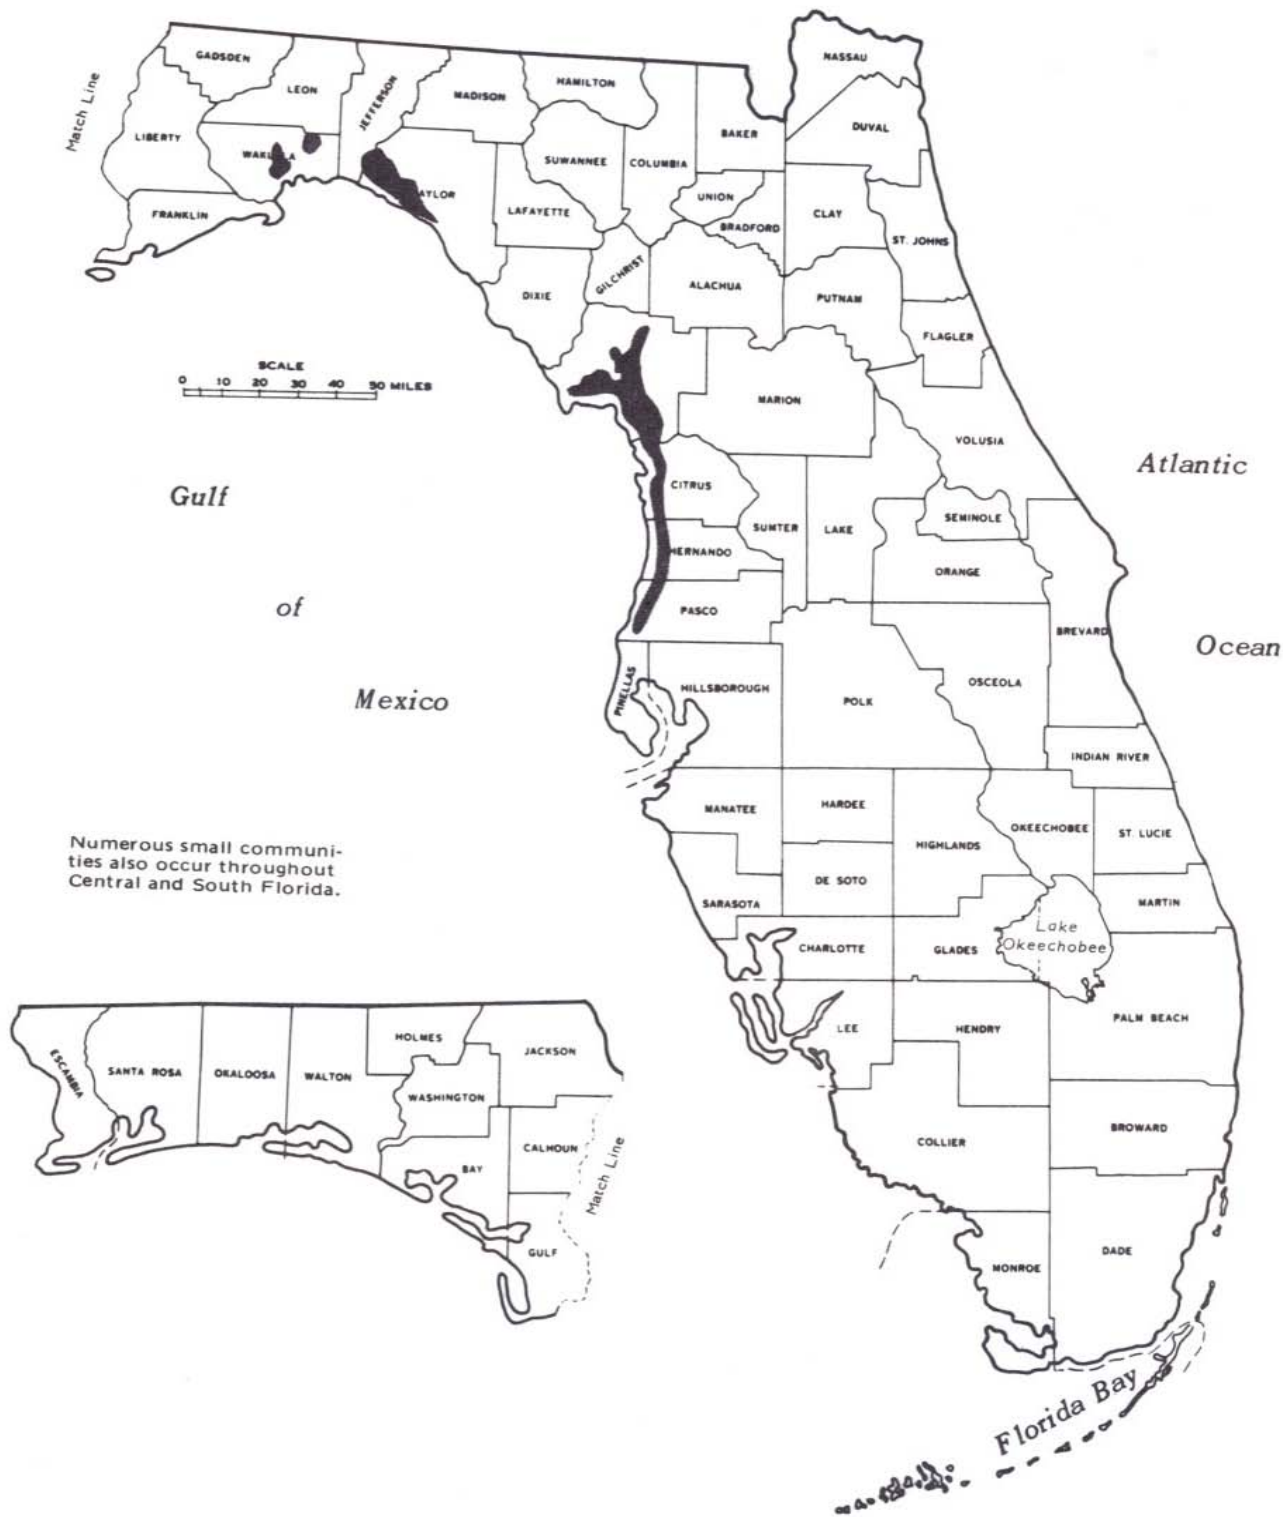 NASSAU
GADSDEN
HAMILTON
LEON
MADISON
JEFFERSON
Match Line
DUVAL
BAKER
LIBERTY
WAKULLA
SUWANNEE
COLUMBIA
UNION
TAYLOR
LAFAYETTE
FRANKLIN
CLAY
BRADFORD
ST. JOHNS
GILCHRIST
ALACHUA
DIXIE
PUTNAM
FLAGLER
SCALE
0 10 20 30 40 50 MILES
MARION
VOLUSIA
Atlantic
Gulf
CITRUS
SUMTER
LAKE
SEMINOLE
HERNANDO
ORANGE
of
PASCO
BREVARD
Ocean
Mexico
PINELLAS
HILLSBOROUGH
POLK
OSCEOLA
INDIAN RIVER
MANATEE
HARDEE
OKEECHOBEE
ST. LUCIE
HIGHLANDS
Numerous small communi-
ties also occur throughout
Central and South Florida.
DE SOTO
SARASOTA
MARTIN
Lake
Okeechobee
CHARLOTTE
GLADES
PALM BEACH
LEE
HENDRY
HOLMES
JACKSON
ESCAMBIA
SANTA ROSA
OKALOOSA
WALTON
WASHINGTON
BROWARD
COLLIER
CALHOUN
BAY
Match Line
GULF
DADE
MONROE
Florida Bay